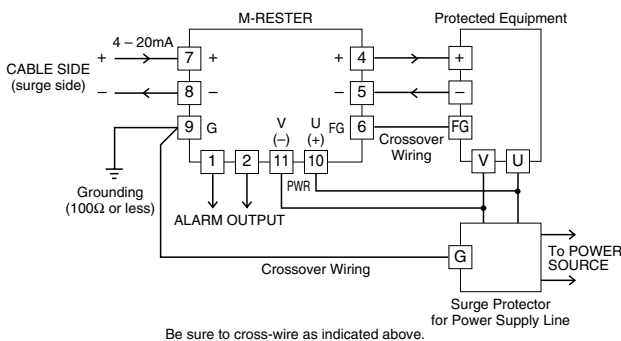 M-RESTER
Protected Equipment
4 – 20mA
CABLE SIDE
(surge side)
+
–
7
+
8
–
9
G
+
4
–
5
FG
6
+
–
FG
Crossover
Wiring
V
(–)
U
(+)
1
2
11
10
PWR
V
U
Grounding
(100Ω or less)
ALARM OUTPUT
G
To POWER
SOURCE
Crossover Wiring
Surge Protector
for Power Supply Line
Be sure to cross-wire as indicated above.